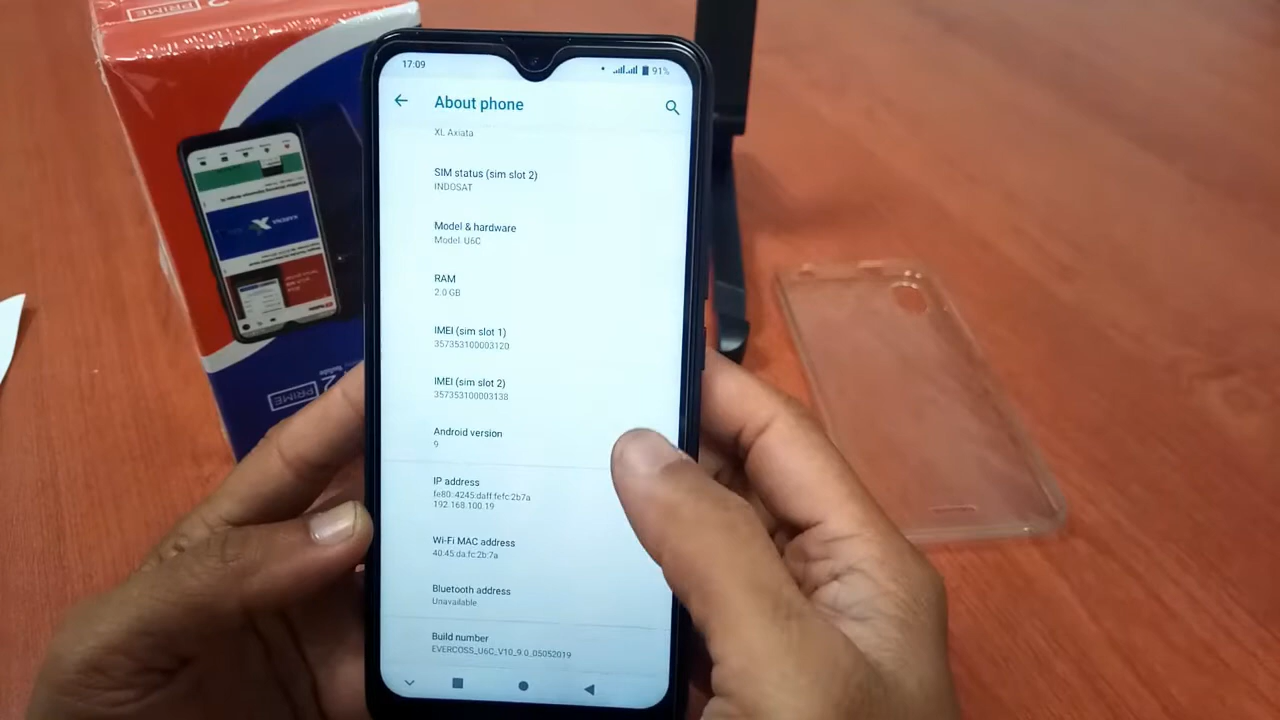 17:09
91%
About phone
XL Axiata
SIM status (sim slot 2)
INDOSAT
Model & hardware
Model: U6C
RAM
2.0 GB
IMEI (sim slot 1)
357353100003120
IMEI (sim slot 2)
357353100003138
Android version
9
IP address
fe80::4245:daff:fefc:2b7a
192.168.100.19
Wi-Fi MAC address
40:45:da:fc:2b:7a
Bluetooth address
Unavailable
Build number
EVERCOSS_U6C_V10_9.0_05052019
2
PRIME
2
PRIME